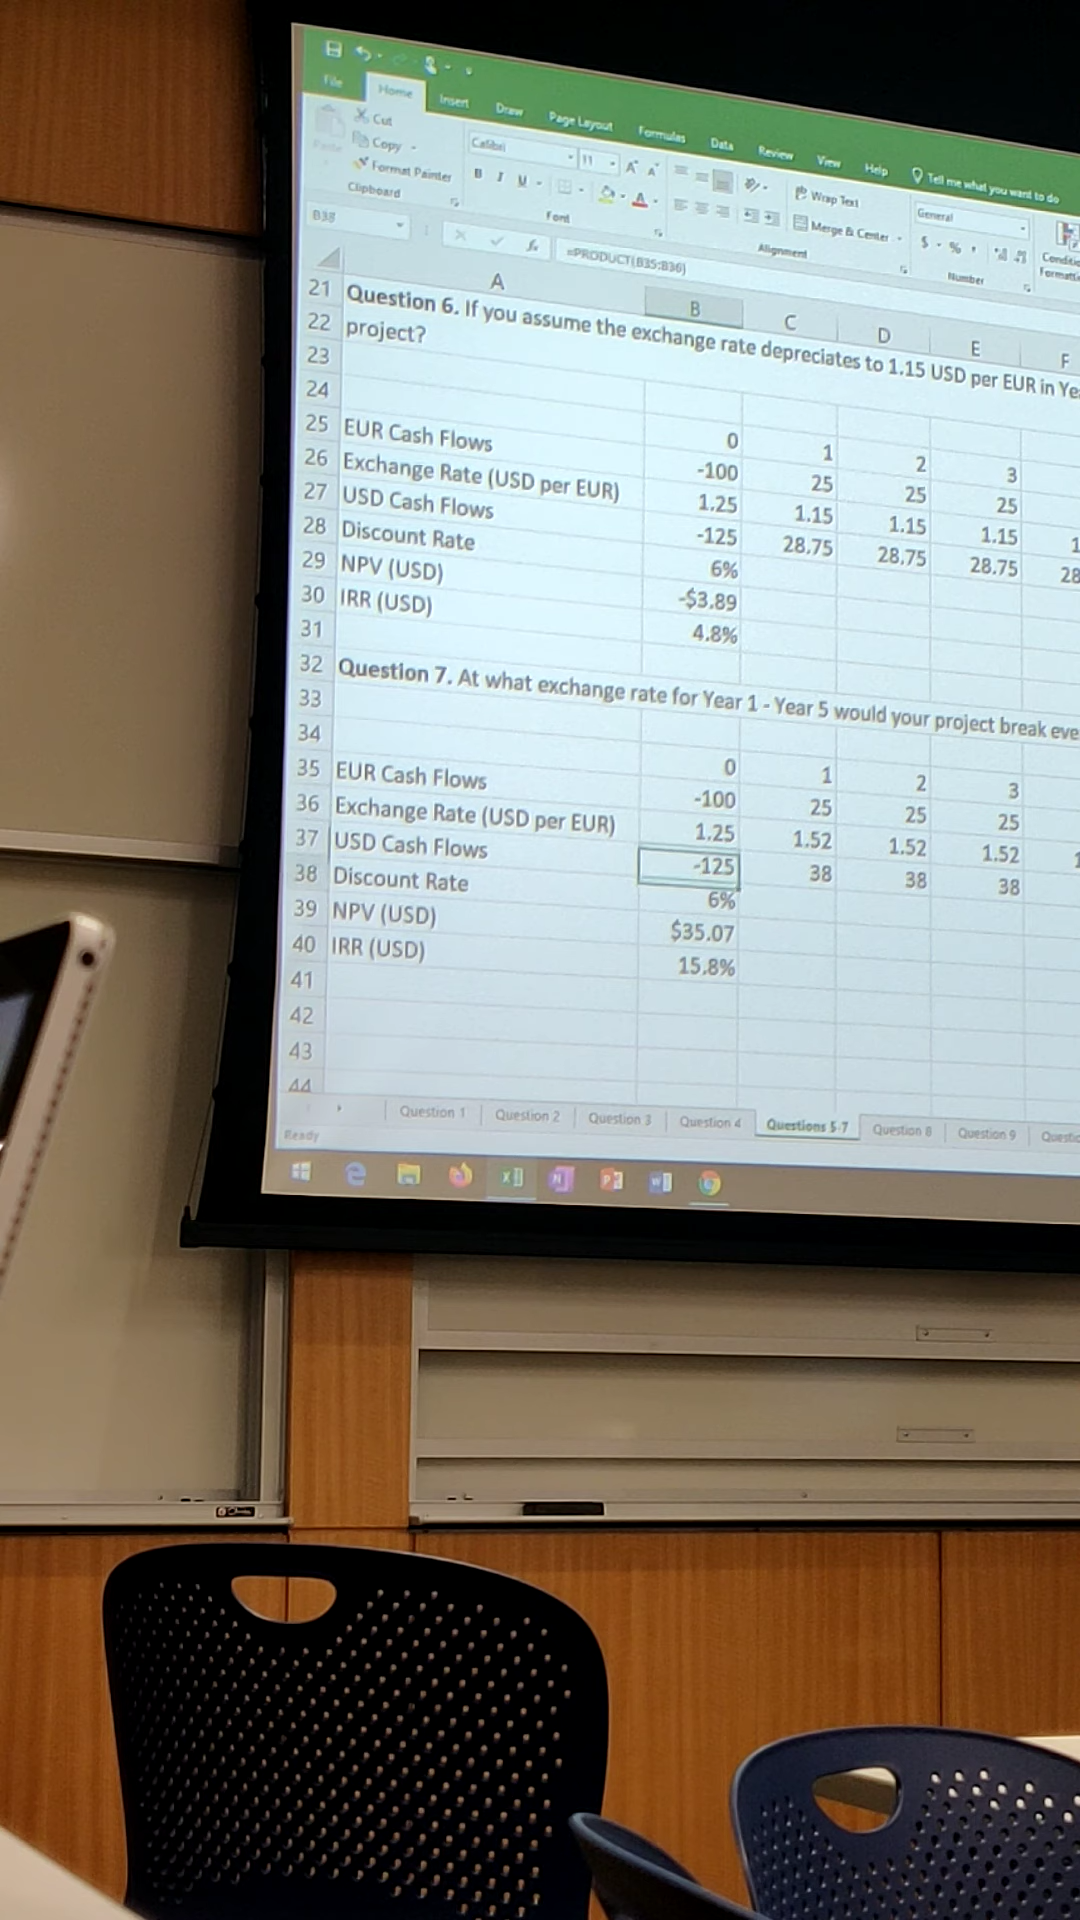 File Home Insert Draw Page Layout Formulas Data Review View Help Tell me what you want to do
Cut
Copy
Format Painter
Clipboard
Calibri 11
B I U
Font
Wrap Text
Merge & Center
Alignment
General
$ % ,
Number
B38 fx =PRODUCT(B35:B36)
A B C D E F
21 Question 6. If you assume the exchange rate depreciates to 1.15 USD per EUR in
22 project?
23
24 0 1 2 3
25 EUR Cash Flows -100 25 25 25
26 Exchange Rate (USD per EUR) 1.25 1.15 1.15 1.15
27 USD Cash Flows -125 28.75 28.75 28.75 28
28 Discount Rate 6%
29 NPV (USD) -$3.89
30 IRR (USD) 4.8%
31
32 Question 7. At what exchange rate for Year 1 - Year 5 would your project break eve
33
34 0 1 2 3
35 EUR Cash Flows -100 25 25 25
36 Exchange Rate (USD per EUR) 1.25 1.52 1.52 1.52
37 USD Cash Flows -125 38 38 38
38 Discount Rate 6%
39 NPV (USD) $35.07
40 IRR (USD) 15.8%
41
42
43
44
Question 1 Question 2 Question 3 Question 4 Questions 5-7 Question 8 Question 9 Questio
Ready